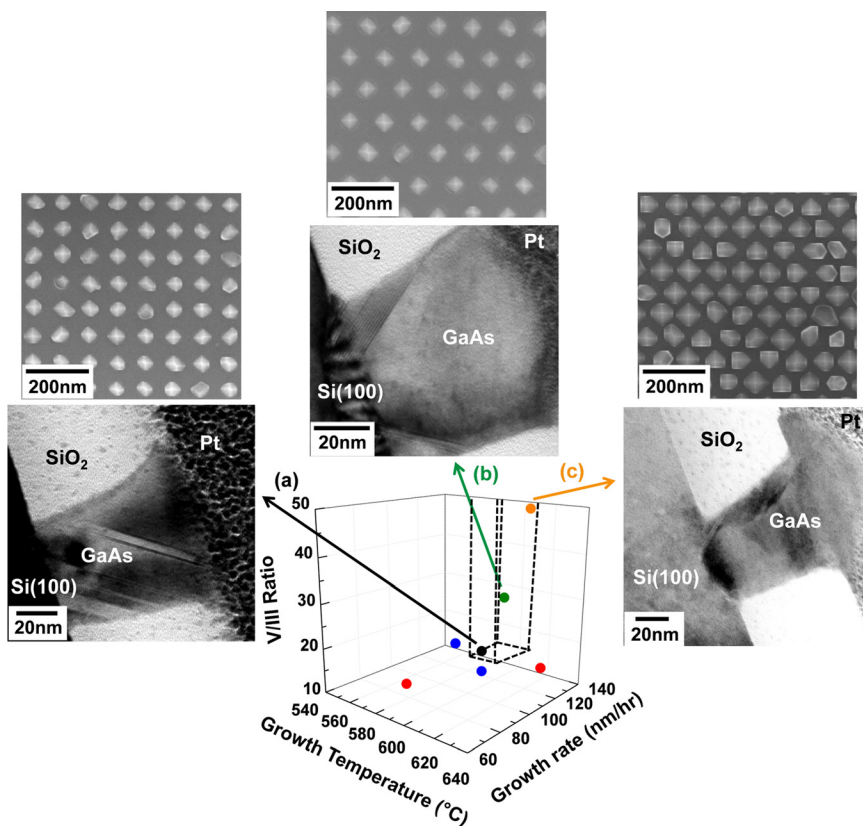 200nm
SiO2
Pt
GaAs
Si(100)
20nm
200nm
Pt
SiO2
GaAs
Si(100)
20nm
200nm
Pt
SiO2
GaAs
Si(100)
20nm
(a)
(b)
(c)
50
40
30
20
10
V/III Ratio
540
560
580
600
620
640
Growth Temperature (°C)
60
80
100
120
140
Growth rate (nm/hr)